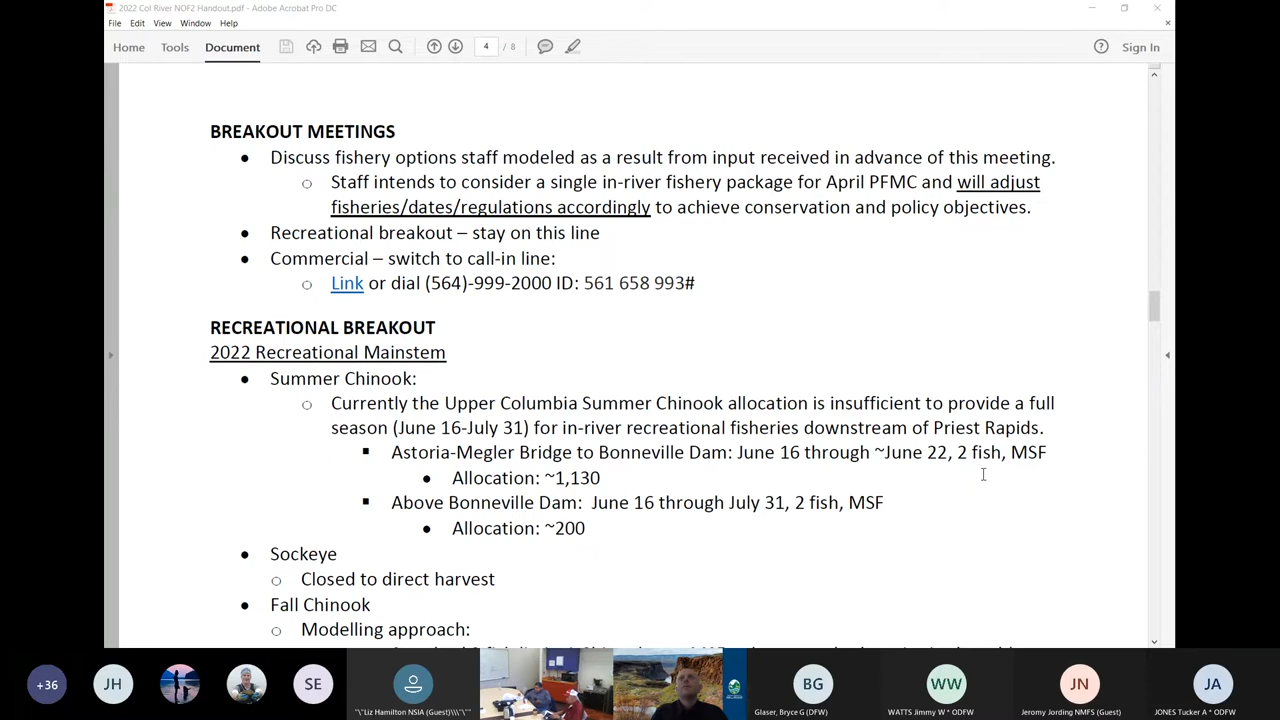 2022 Col River NOF2 Handout.pdf - Adobe Acrobat Pro DC
File Edit View Window Help
Home Tools Document 4 / 8 Sign In
BREAKOUT MEETINGS
● Discuss fishery options staff modeled as a result from input received in advance of this meeting.
○ Staff intends to consider a single in-river fishery package for April PFMC and will adjust
fisheries/dates/regulations accordingly to achieve conservation and policy objectives.
● Recreational breakout – stay on this line
● Commercial – switch to call-in line:
○ Link or dial (564)-999-2000 ID: 561 658 993#
RECREATIONAL BREAKOUT
2022 Recreational Mainstem
● Summer Chinook:
○ Currently the Upper Columbia Summer Chinook allocation is insufficient to provide a full
season (June 16-July 31) for in-river recreational fisheries downstream of Priest Rapids.
▪ Astoria-Megler Bridge to Bonneville Dam: June 16 through ~June 22, 2 fish, MSF
● Allocation: ~1,130
▪ Above Bonneville Dam: June 16 through July 31, 2 fish, MSF
● Allocation: ~200
● Sockeye
○ Closed to direct harvest
● Fall Chinook
○ Modelling approach:
+36 JH SE BG WW JN JA
"\"Liz Hamilton NSIA (Guest)\\\"\"" Glaser, Bryce G (DFW) WATTS Jimmy W * ODFW Jeromy Jording NMFS (Guest) JONES Tucker A * ODFW